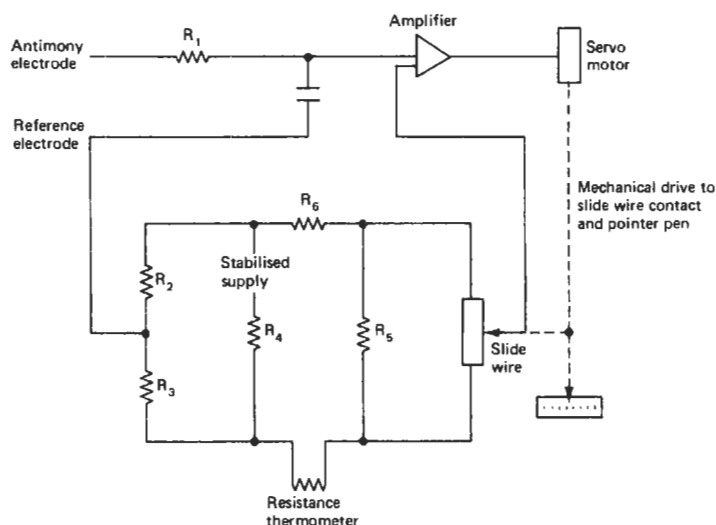 Amplifier
Antimony
electrode
R1
Servo
motor
Reference
electrode
Mechanical drive to
slide wire contact
and pointer pen
R6
Stabilised
supply
R2
R4
R5
Slide
wire
R3
Resistance
thermometer